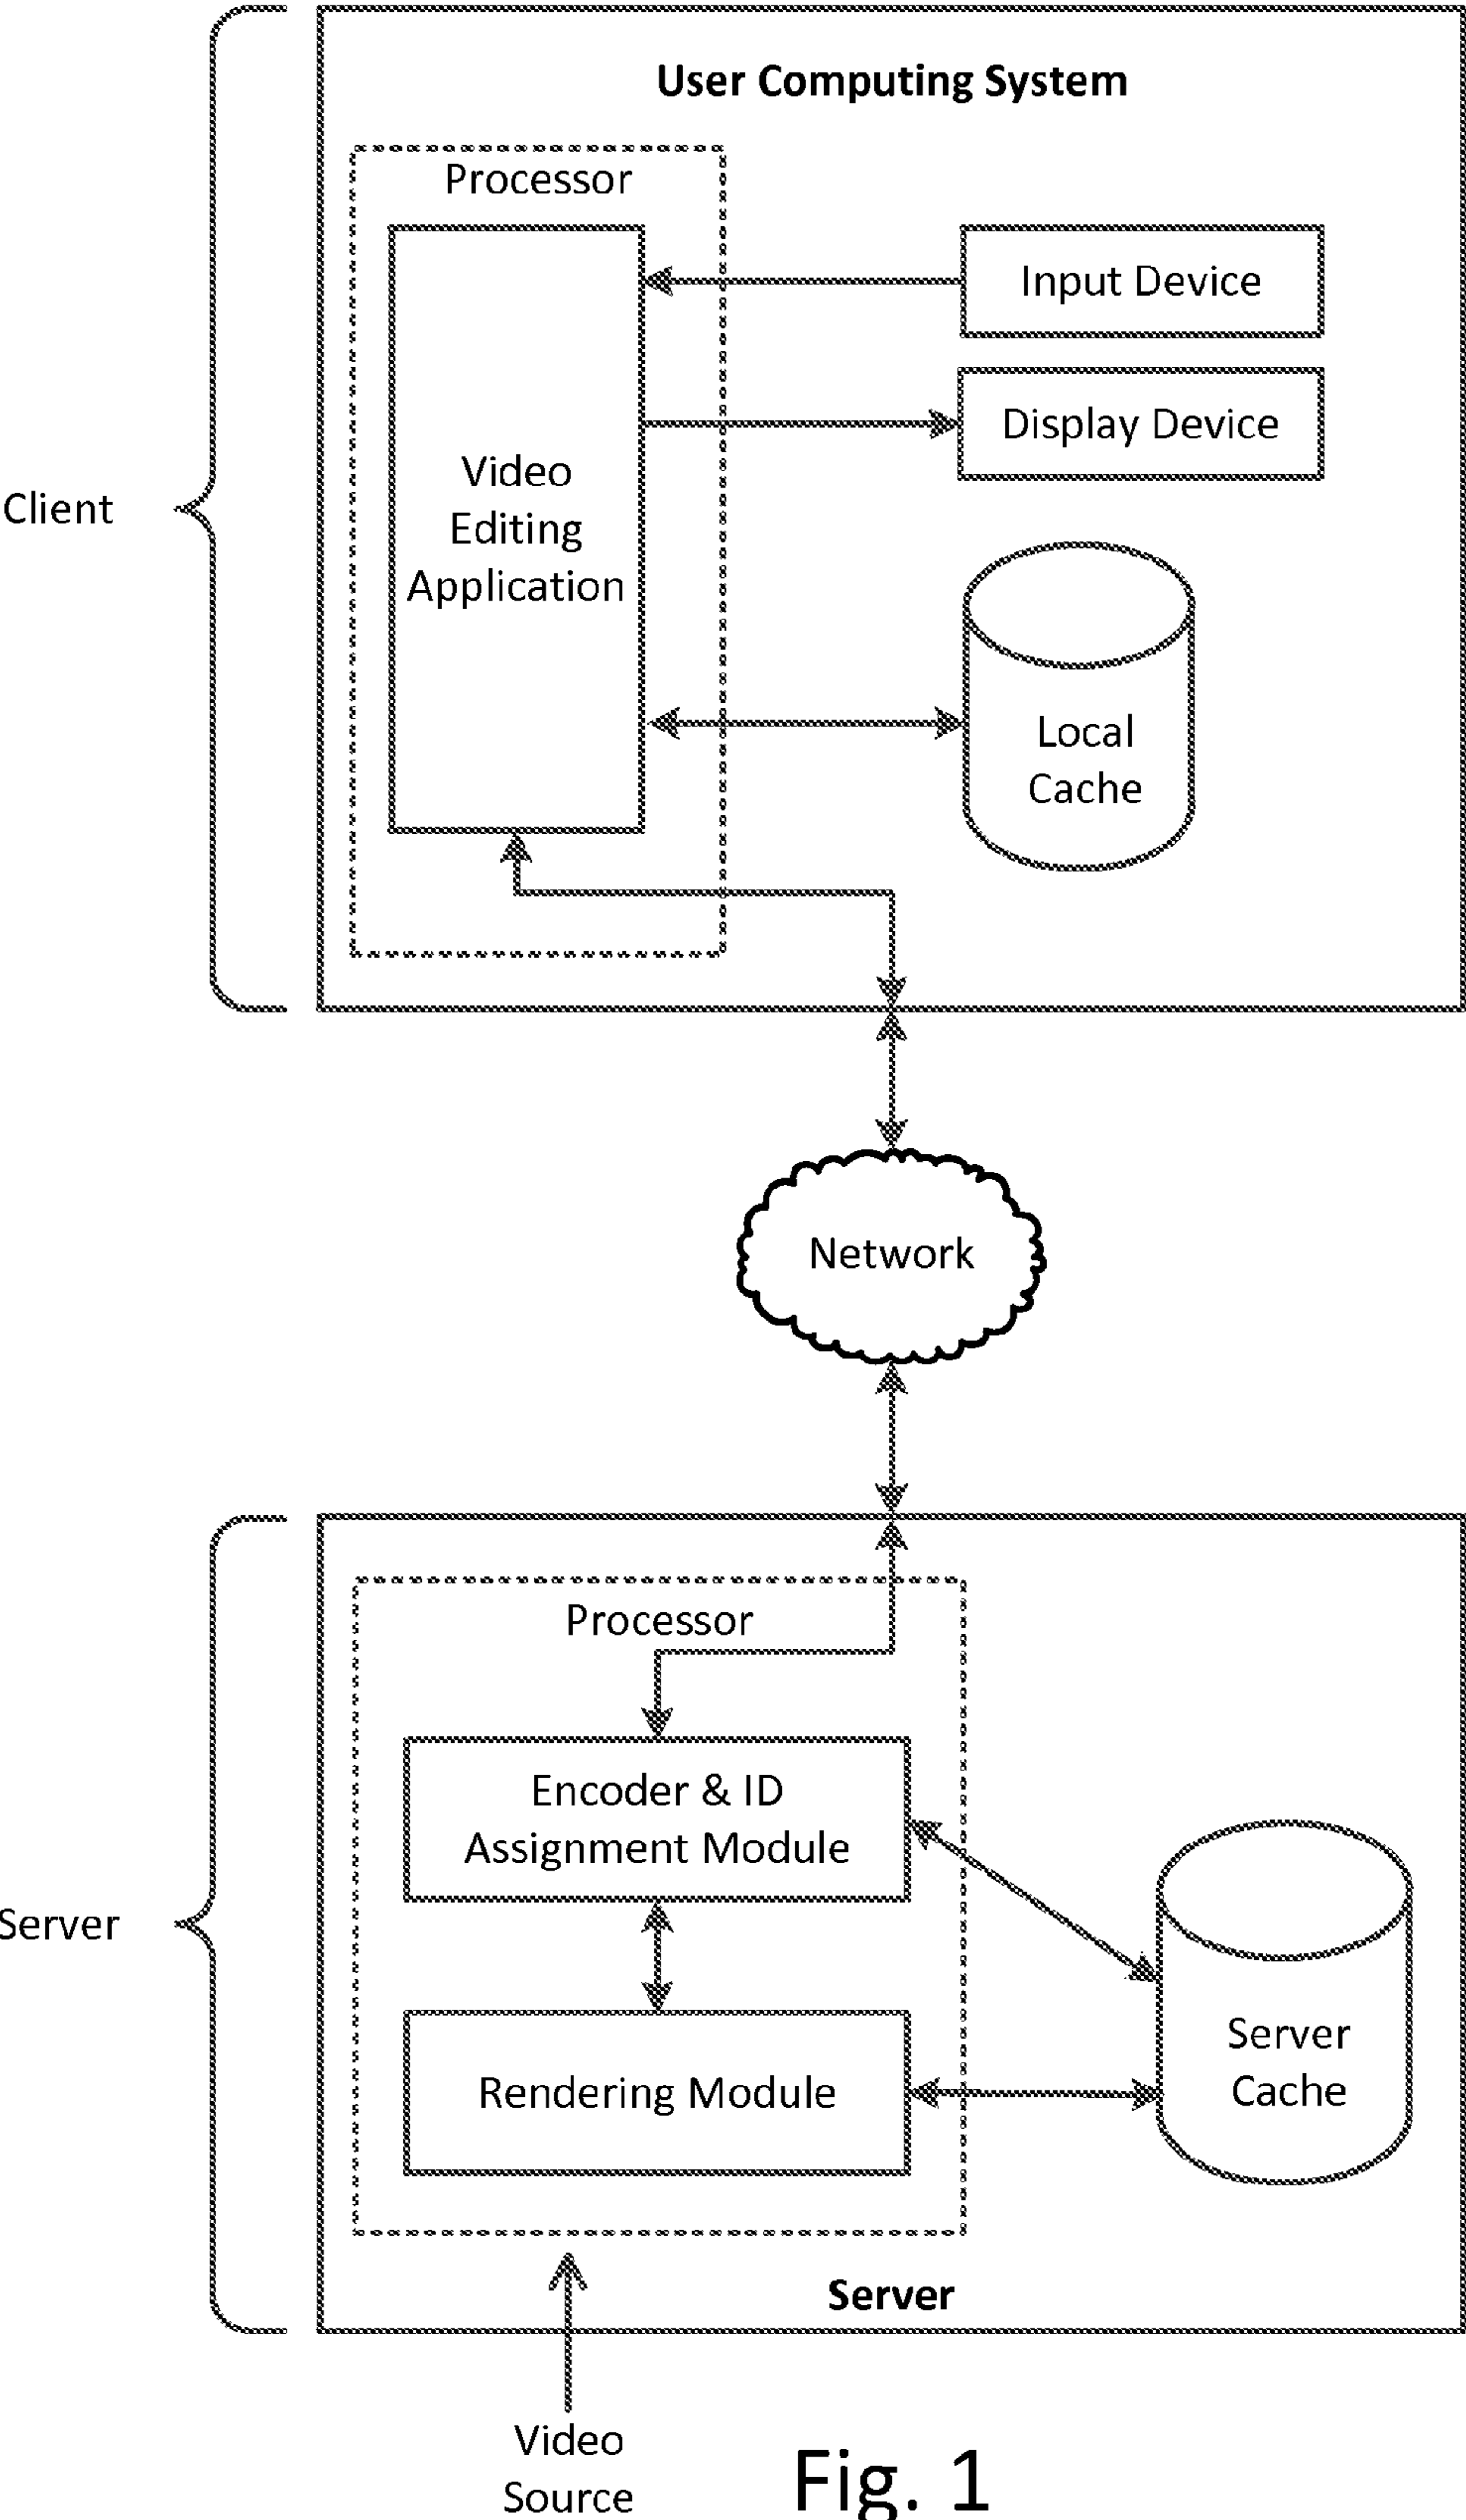 User Computing System
Processor
Input Device
Display Device
Video
Editing
Application
Client
Local
Cache
Network
Processor
Encoder & ID
Assignment Module
Server
Server
Cache
Rendering Module
Server
Video
Source
Fig. 1